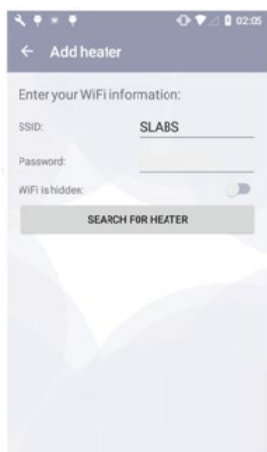 02:05
Add heater
Enter your WiFi information:
SSID: SLABS
Password:
WiFi is hidden:
SEARCH FOR HEATER